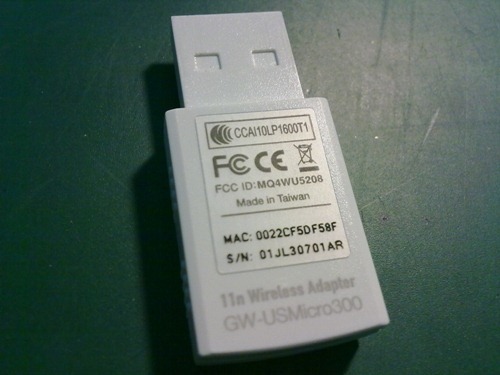 CCAI10LP1600T1
FC CE
FCC ID:MQ4WU5208
Made in Taiwan
MAC: 0022CF5DF58F
S/N: 01JL30701AR
11n Wireless Adapter
GW-USMicro300